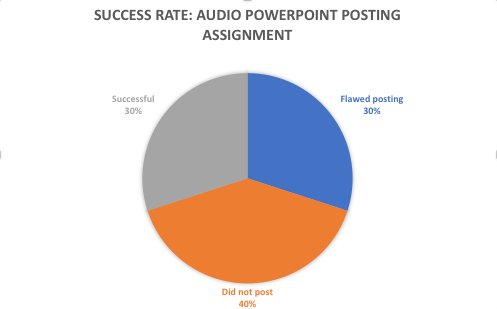 SUCCESS RATE: AUDIO POWERPOINT POSTING
ASSIGNMENT
Successful
30%
Flawed posting
30%
Did not post
40%